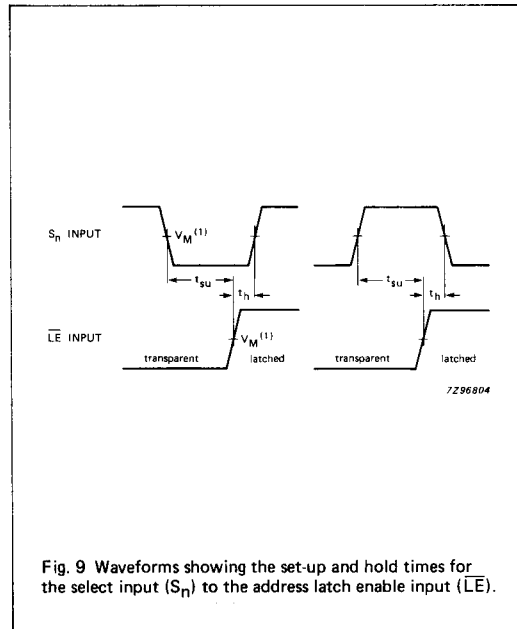 Sn INPUT
VM(1)
tsu
th
tsu
th
LE INPUT
VM(1)
transparent
latched
transparent
latched
7Z96804
Fig. 9 Waveforms showing the set-up and hold times for
the select input (Sn) to the address latch enable input (L̅E̅).